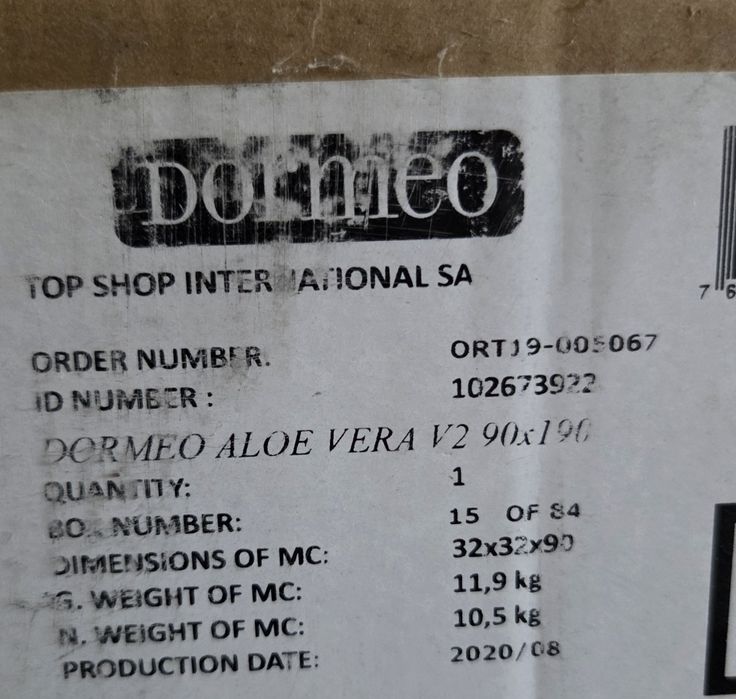 Dormeo
TOP SHOP INTERNATIONAL SA
7 6
ORDER NUMBER: ORT19-005067
ID NUMBER : 102673922
DORMEO ALOE VERA V2 90x190
QUANTITY: 1
BOX NUMBER: 15 OF 84
DIMENSIONS OF MC: 32x32x90
G. WEIGHT OF MC: 11,9 kg
N. WEIGHT OF MC: 10,5 kg
PRODUCTION DATE: 2020/08